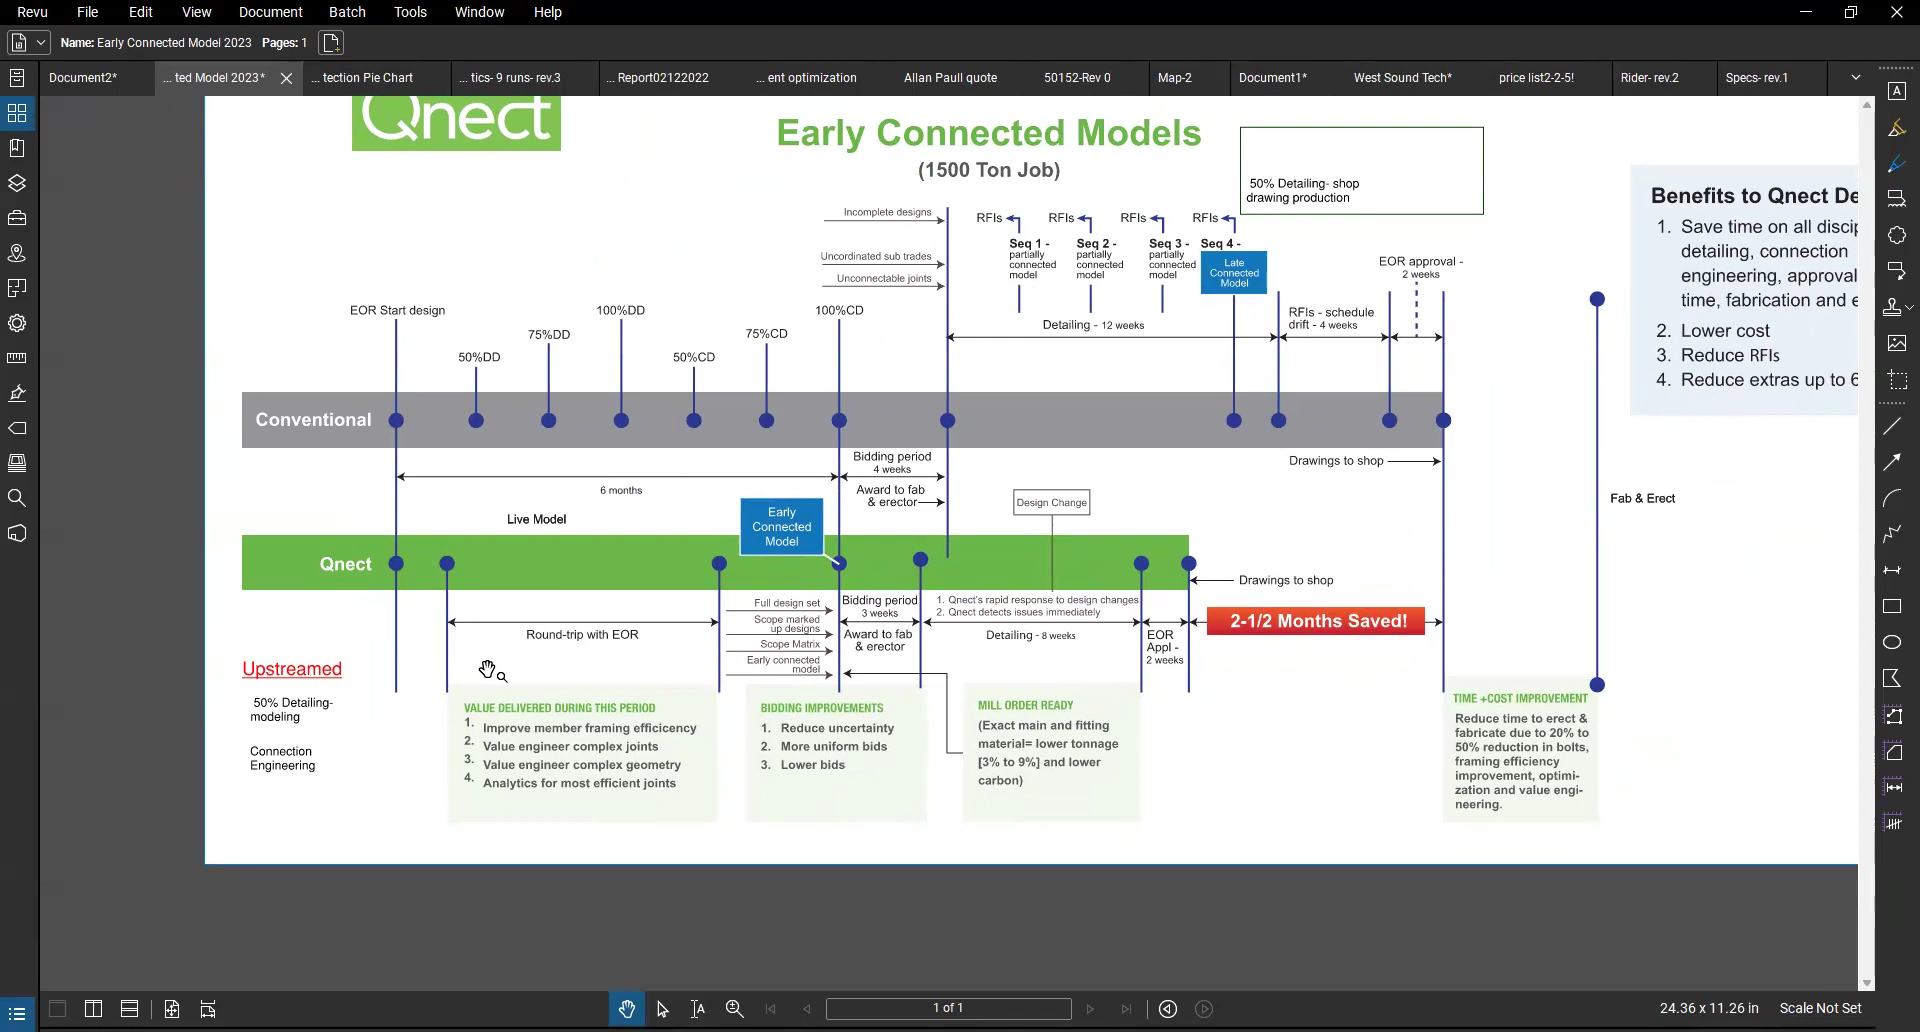 Revu File Edit View Document Batch Tools Window Help
Name: Early Connected Model 2023 Pages: 1
Document2* ... ted Model 2023* ... tection Pie Chart ... tics- 9 runs- rev.3 ... Report02122022 ... ent optimization Allan Paull quote 50152-Rev 0 Map-2 Document1* West Sound Tech* price list2-2-5! Rider- rev.2 Specs- rev.1
Qnect
Early Connected Models
(1500 Ton Job)
50% Detailing- shop
drawing production
Benefits to Qnect De
1. Save time on all discip
detailing, connection
engineering, approval
time, fabrication and e
2. Lower cost
3. Reduce RFIs
4. Reduce extras up to 6
Incomplete designs
Uncordinated sub trades
Unconnectable joints
RFIs RFIs RFIs RFIs
Seq 1 -
partially
connected
model
Seq 2 -
partially
connected
model
Seq 3 -
partially
connected
model
Seq 4 -
Late
Connected
Model
EOR approval -
2 weeks
RFIs - schedule
drift - 4 weeks
Detailing - 12 weeks
EOR Start design
50%DD
75%DD
100%DD
50%CD
75%CD
100%CD
Conventional
Drawings to shop
Bidding period
4 weeks
Award to fab
& erector
6 months
Live Model
Early
Connected
Model
Design Change
Fab & Erect
Qnect
Drawings to shop
Round-trip with EOR
Full design set
Scope marked
up designs
Scope Matrix
Early connected
model
Bidding period
3 weeks
Award to fab
& erector
1. Qnect's rapid response to design changes
2. Qnect detects issues immediately
Detailing - 8 weeks
EOR
Appl -
2 weeks
2-1/2 Months Saved!
Upstreamed
50% Detailing-
modeling
Connection
Engineering
VALUE DELIVERED DURING THIS PERIOD
1. Improve member framing efficicency
2. Value engineer complex joints
3. Value engineer complex geometry
4. Analytics for most efficient joints
BIDDING IMPROVEMENTS
1. Reduce uncertainty
2. More uniform bids
3. Lower bids
MILL ORDER READY
(Exact main and fitting
material= lower tonnage
[3% to 9%] and lower
carbon)
TIME +COST IMPROVEMENT
Reduce time to erect &
fabricate due to 20% to
50% reduction in bolts,
framing efficiency
improvement, optimi-
zation and value engi-
neering.
1 of 1
24.36 x 11.26 in Scale Not Set